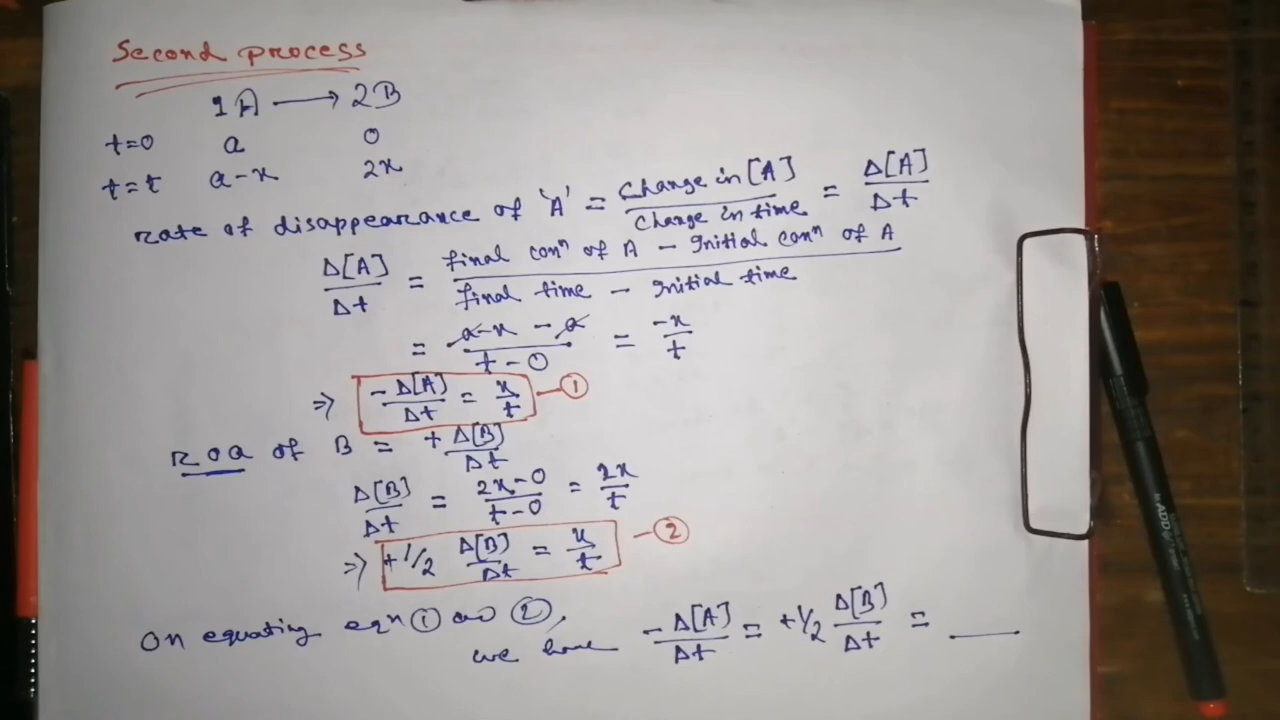 Second process
1A → 2B
t=0 a 0
t=t a-x 2x
rate of disappearance of 'A' = Change in [A] / Change in time = Δ[A] / Δt
Δ[A] / Δt = final conⁿ of A - Initial conⁿ of A / final time - Initial time
= a-x - a / t-0 = -x / t
⇒ -Δ[A] / Δt = x / t - ①
ROA of B = + Δ[B] / Δt
Δ[B] / Δt = 2x-0 / t-0 = 2x / t
⇒ +1/2 Δ[B] / Δt = x / t - ②
On equating eqn ① and ②,
we have -Δ[A] / Δt = +1/2 Δ[B] / Δt = ____